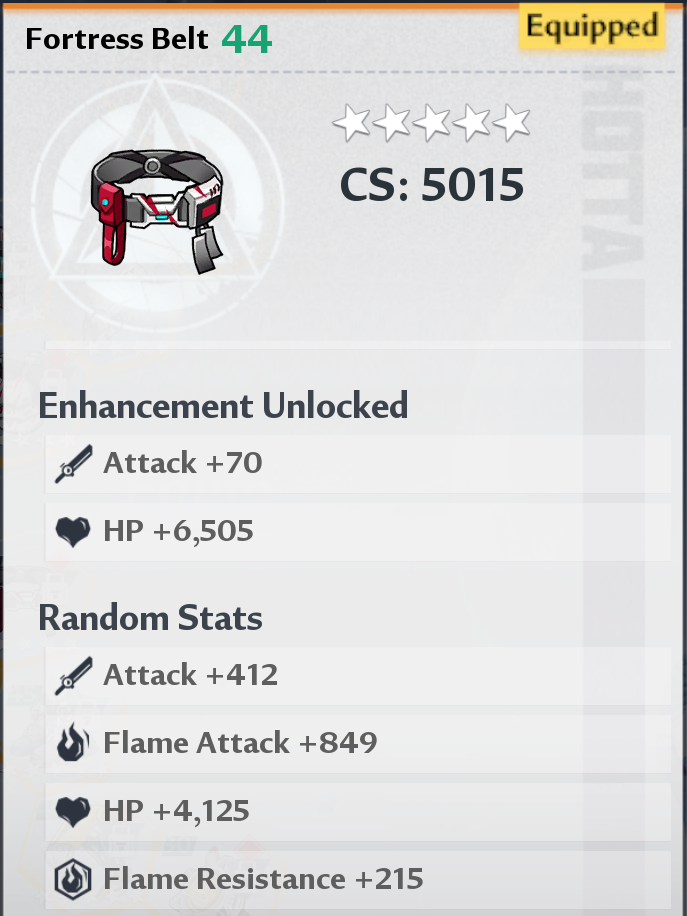 Fortress Belt 44
Equipped
CS: 5015
HOTTA
Enhancement Unlocked
Attack +70
HP +6,505
Random Stats
Attack +412
Flame Attack +849
HP +4,125
Flame Resistance +215